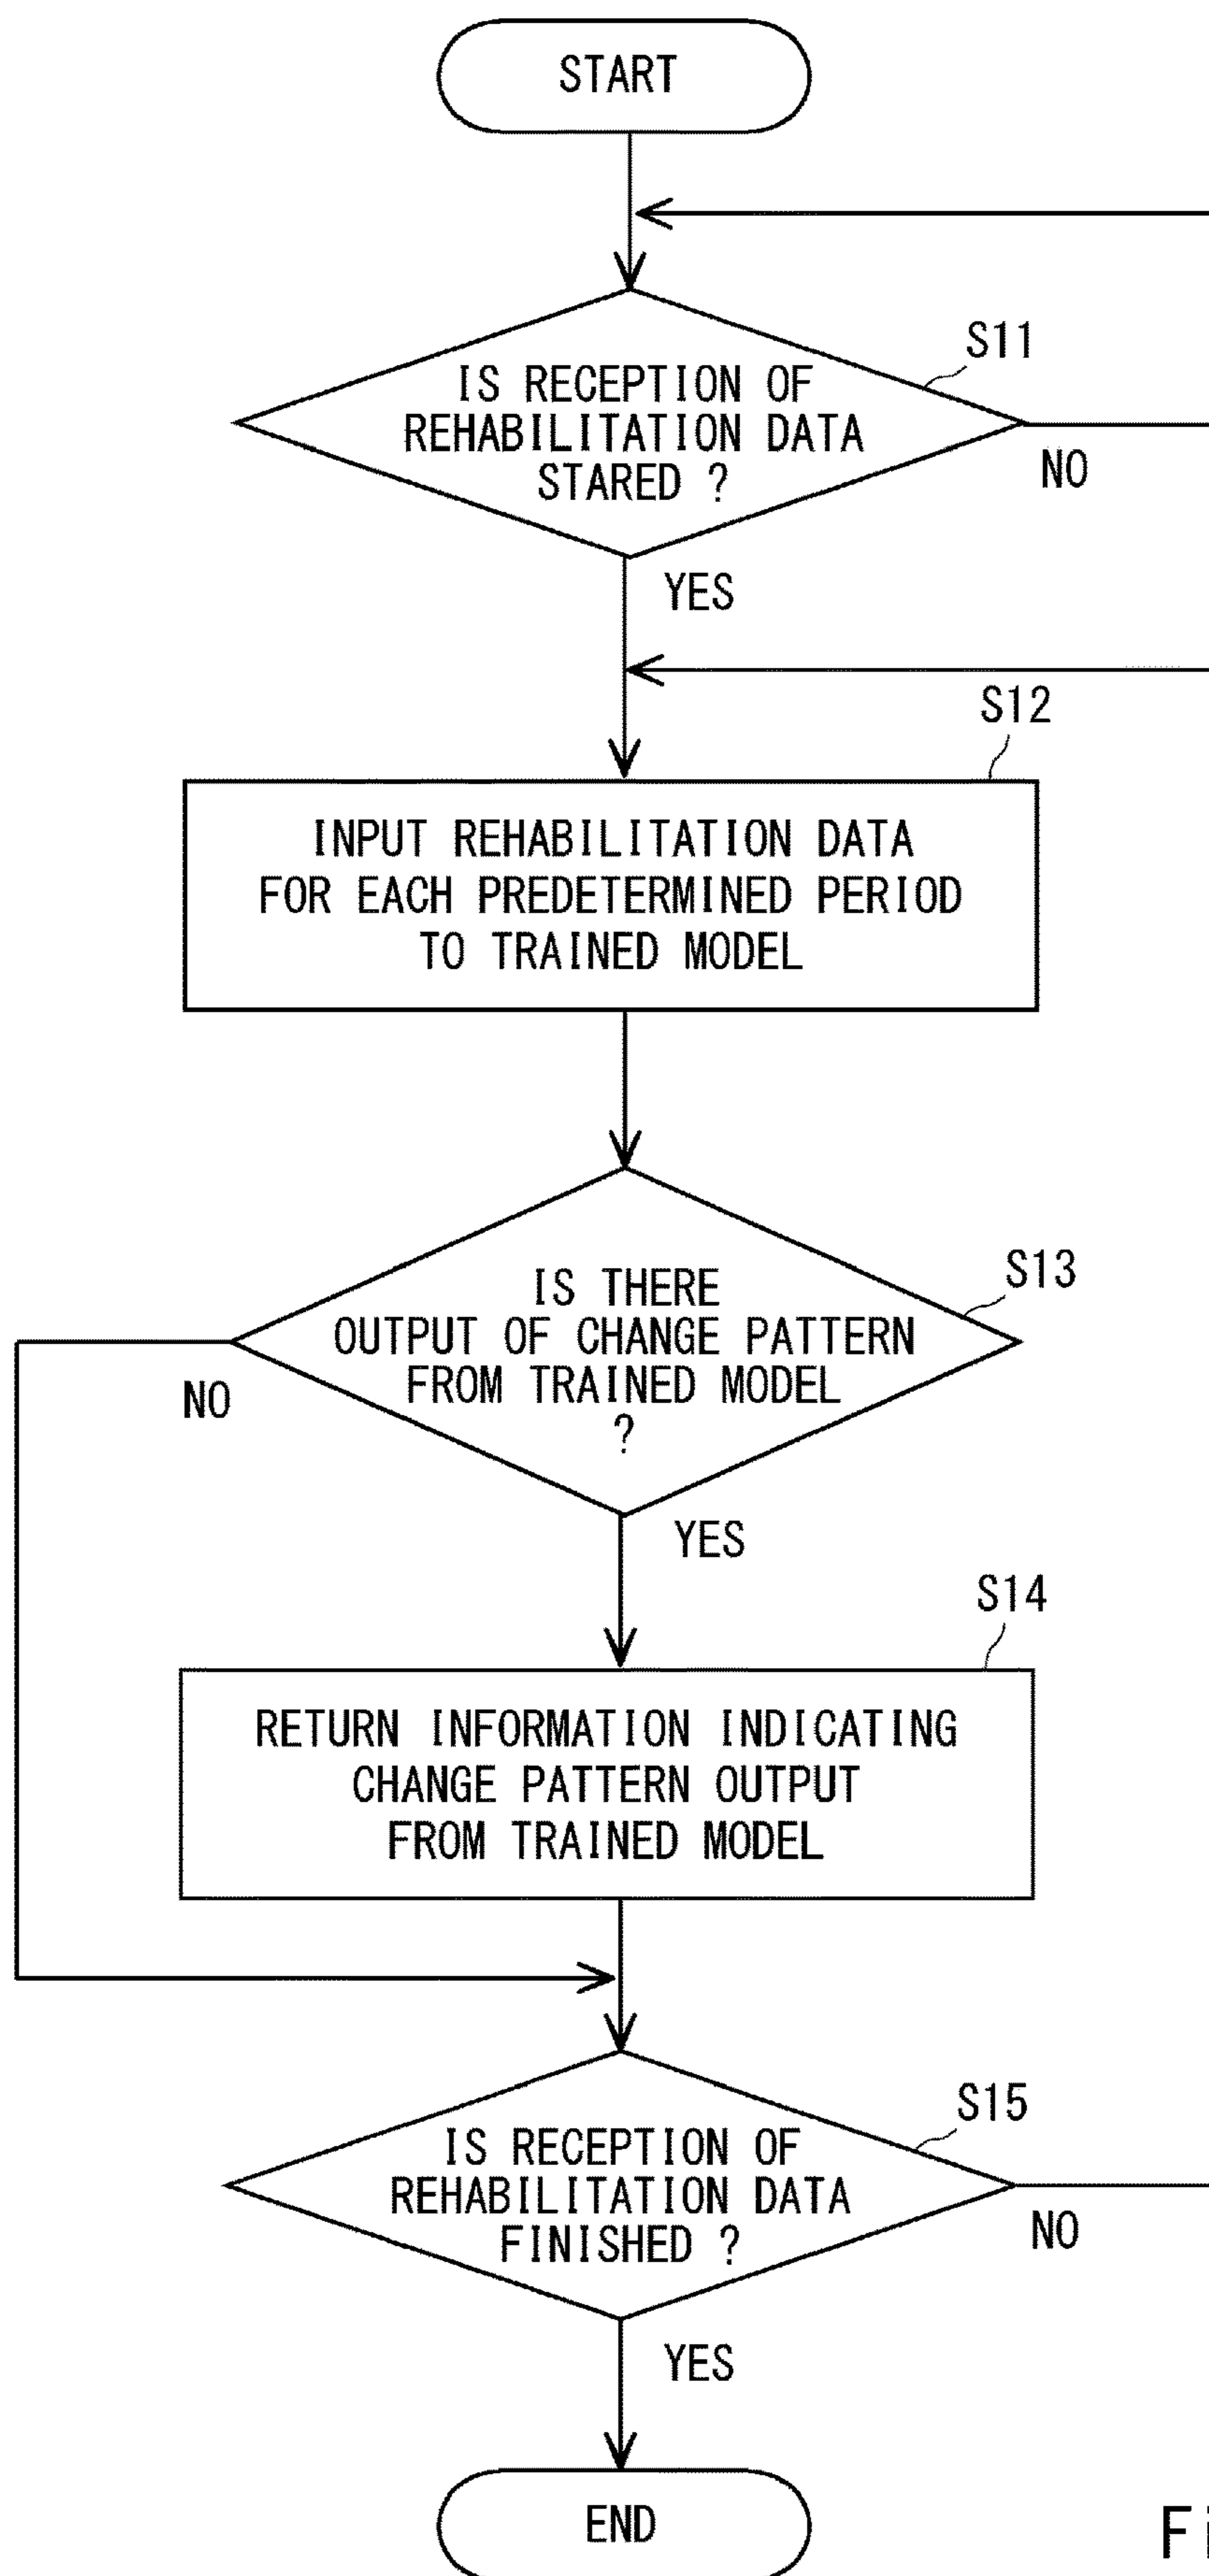 START
S11
IS RECEPTION OF
REHABILITATION DATA
STARED ?
NO
YES
S12
INPUT REHABILITATION DATA
FOR EACH PREDETERMINED PERIOD
TO TRAINED MODEL
S13
IS THERE
OUTPUT OF CHANGE PATTERN
FROM TRAINED MODEL
?
NO
YES
S14
RETURN INFORMATION INDICATING
CHANGE PATTERN OUTPUT
FROM TRAINED MODEL
S15
IS RECEPTION OF
REHABILITATION DATA
FINISHED ?
NO
YES
END